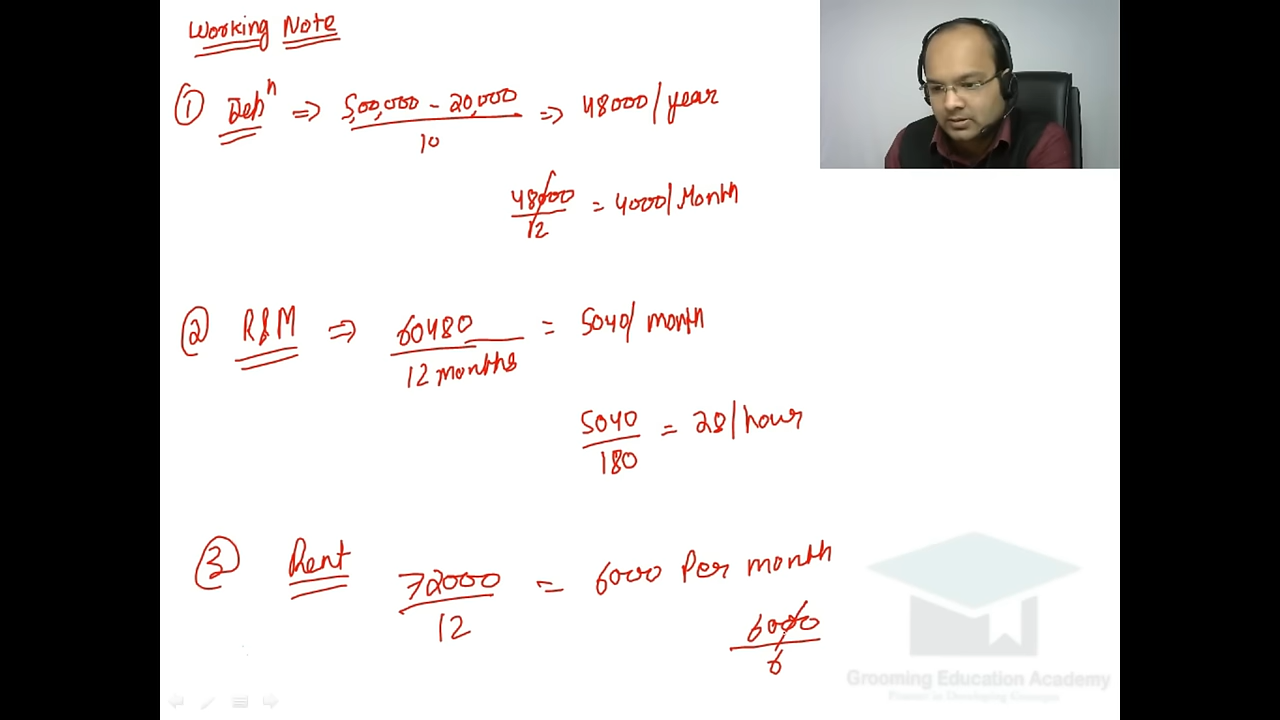 Working Note
① Depⁿ ⇒ 5,00,000 - 20,000 / 10 ⇒ 48000/year
48000 / 12 = 4000/Month
② R&M ⇒ 60480 / 12 months = 5040/month
5040 / 180 = 28/hour
③ Rent 72000 / 12 = 6000 Per month
6000 / 6
Grooming Education Academy